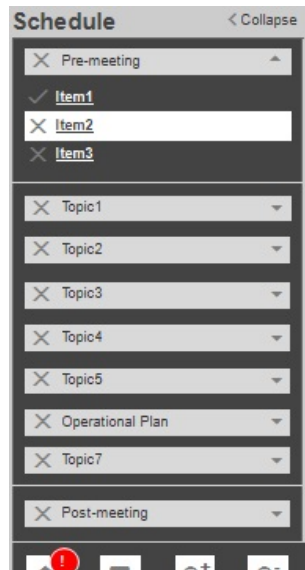 Schedule < Collapse
Pre-meeting
Item1
Item2
Item3
Topic1
Topic2
Topic3
Topic4
Topic5
Operational Plan
Topic7
Post-meeting
!